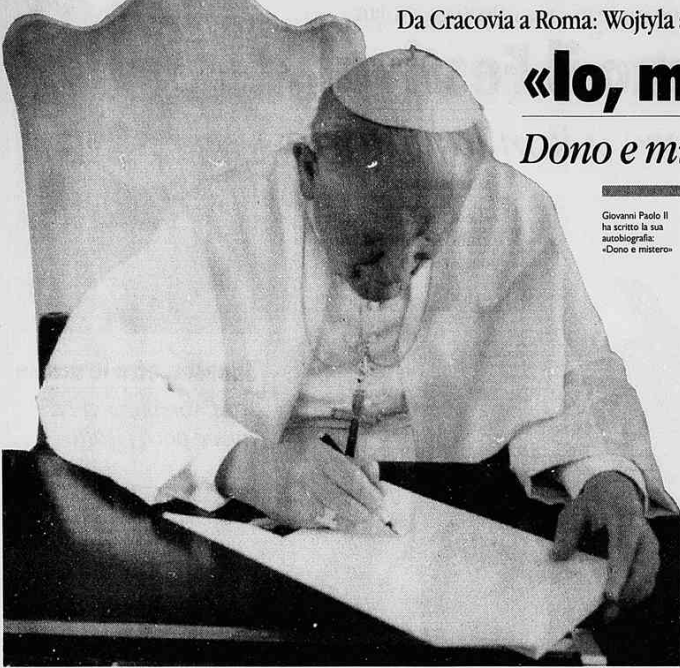 Da Cracovia a Roma: Wojtyla
«Io,
Dono e
Giovanni Paolo II
ha scritto la sua
autobiografia:
«Dono e mistero»